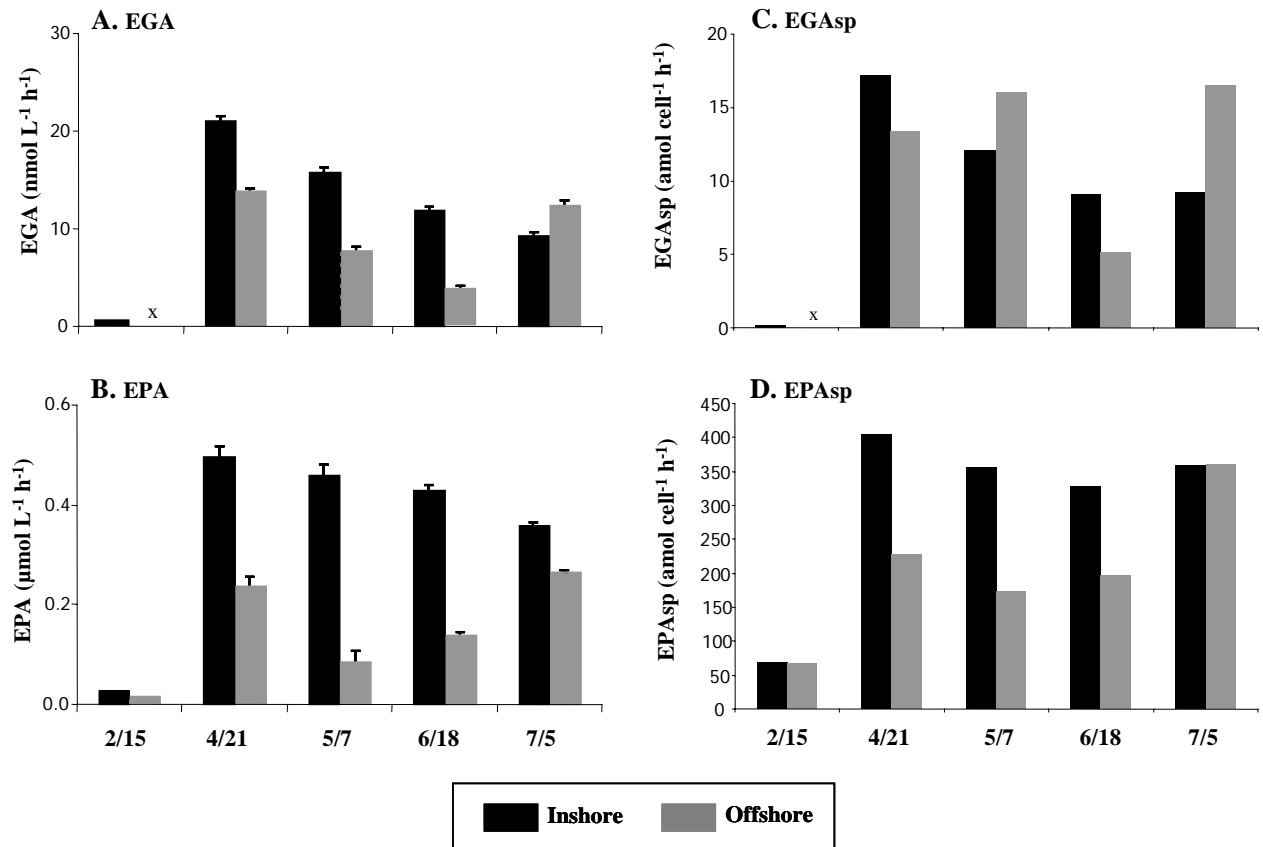 A. EGA
EGA (nmol L-1 h-1)
30
20
10
0
x
C. EGAsp
EGAsp (amol cell-1 h-1)
20
15
10
5
0
x
B. EPA
EPA (µmol L-1 h-1)
0.6
0.4
0.2
0.0
2/15 4/21 5/7 6/18 7/5
D. EPAsp
EPAsp (amol cell-1 h-1)
450
400
350
300
250
200
150
100
50
0
2/15 4/21 5/7 6/18 7/5
Inshore Offshore